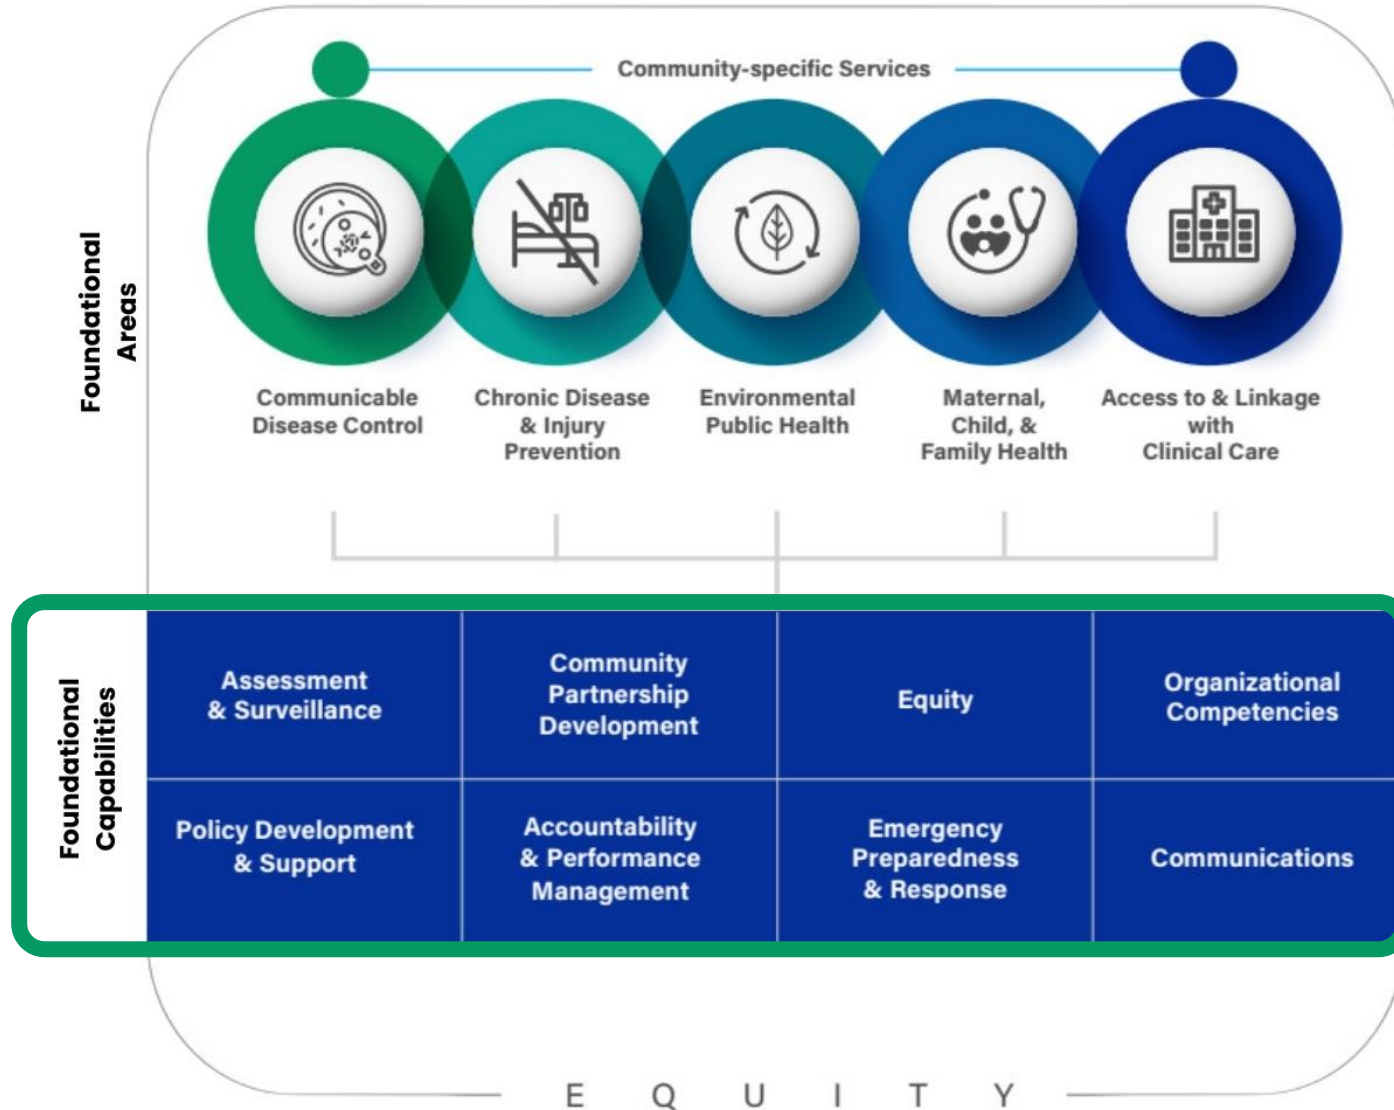 Community-specific Services
Foundational
Areas
Communicable
Disease Control
Chronic Disease
& Injury
Prevention
Environmental
Public Health
Maternal,
Child, &
Family Health
Access to & Linkage
with
Clinical Care
Foundational
Capabilities
Assessment
& Surveillance
Community
Partnership
Development
Equity
Organizational
Competencies
Policy Development
& Support
Accountability
& Performance
Management
Emergency
Preparedness
& Response
Communications
EQUITY